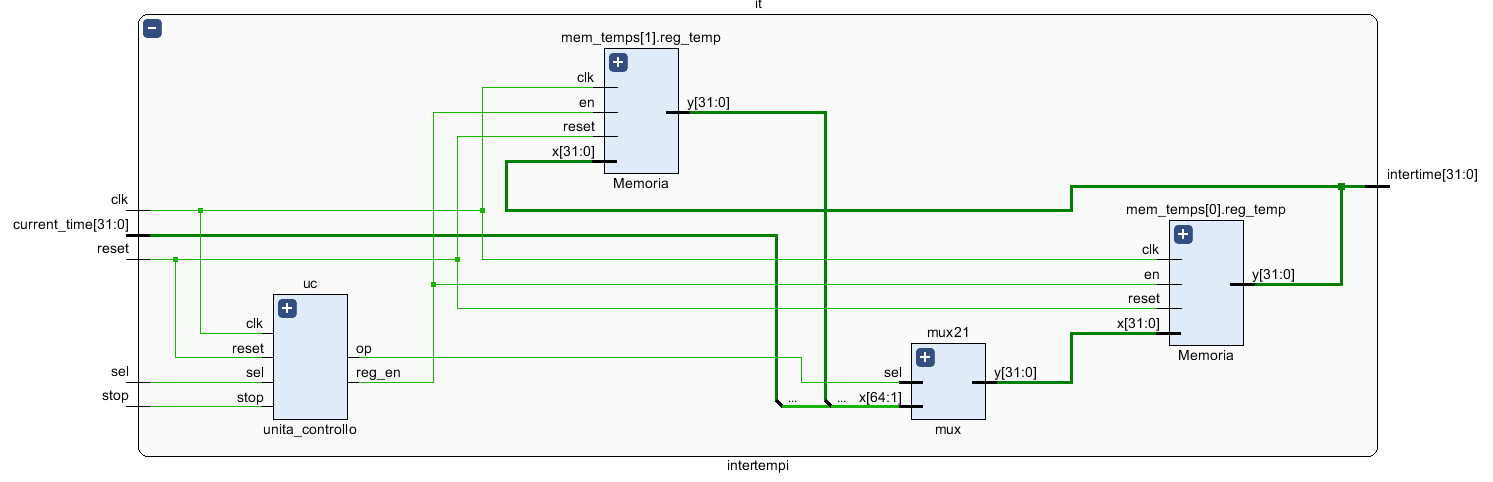 it
mem_temps[1].reg_temp
clk
en
reset
x[31:0]
y[31:0]
Memoria
clk
current_time[31:0]
reset
sel
stop
intertime[31:0]
mem_temps[0].reg_temp
clk
en
reset
x[31:0]
y[31:0]
Memoria
uc
clk
reset
sel
stop
op
reg_en
unita_controllo
mux21
sel
... ... x[64:1]
y[31:0]
mux
intertempi